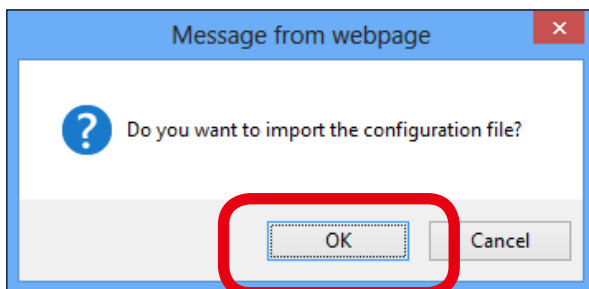 Message from webpage
Do you want to import the configuration file?
OK
Cancel